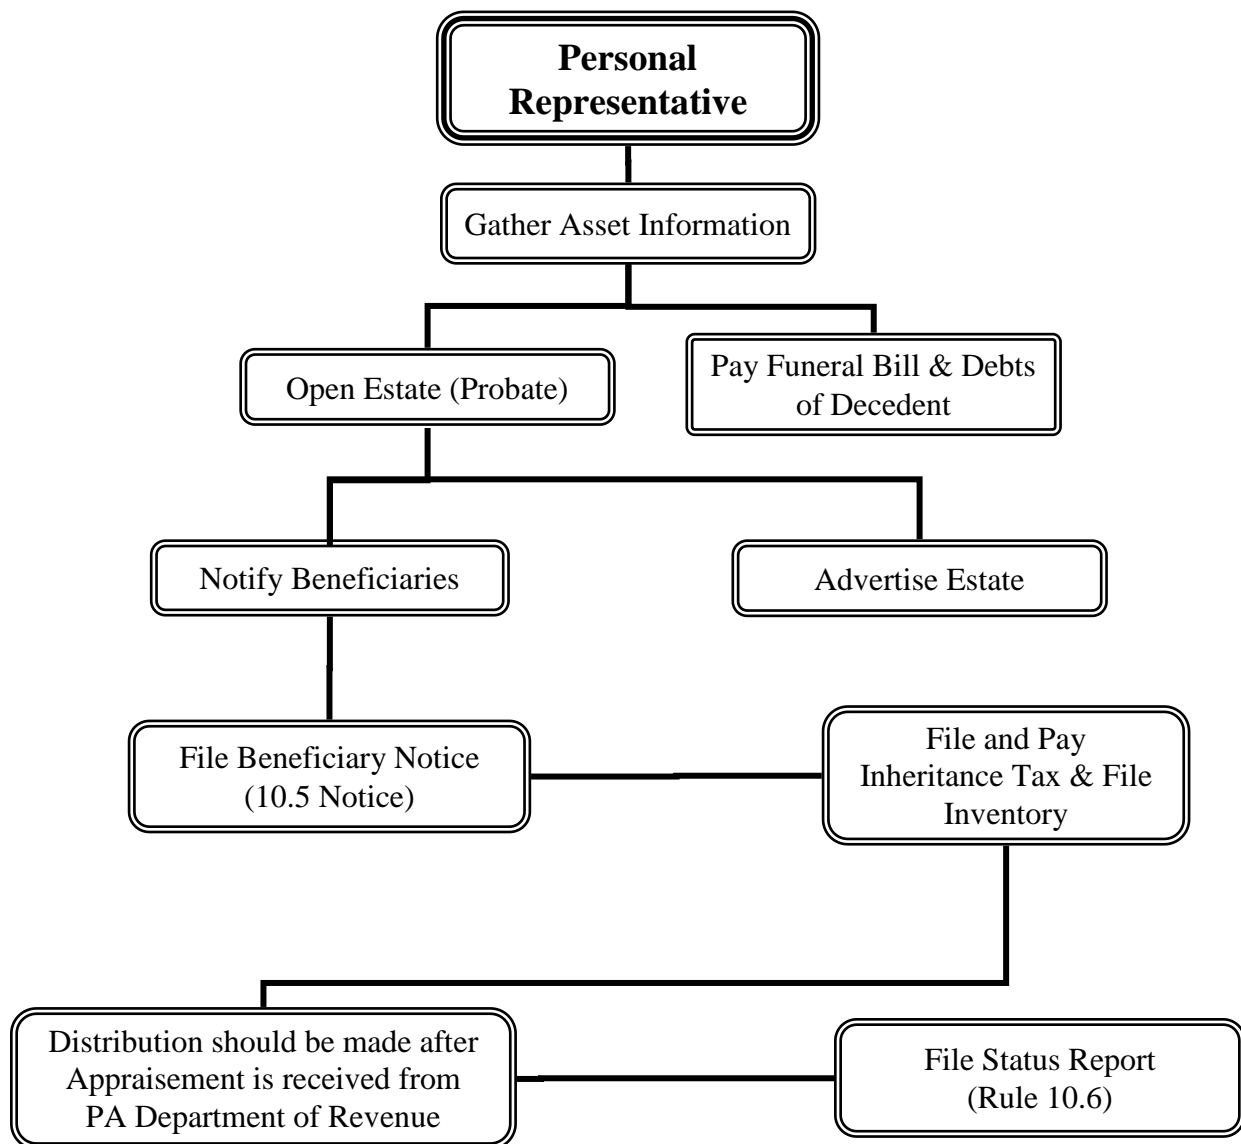 Personal
Representative
Gather Asset Information
Open Estate (Probate)
Pay Funeral Bill & Debts
of Decedent
Notify Beneficiaries
Advertise Estate
File Beneficiary Notice
(10.5 Notice)
File and Pay
Inheritance Tax & File
Inventory
Distribution should be made after
Appraisement is received from
PA Department of Revenue
File Status Report
(Rule 10.6)